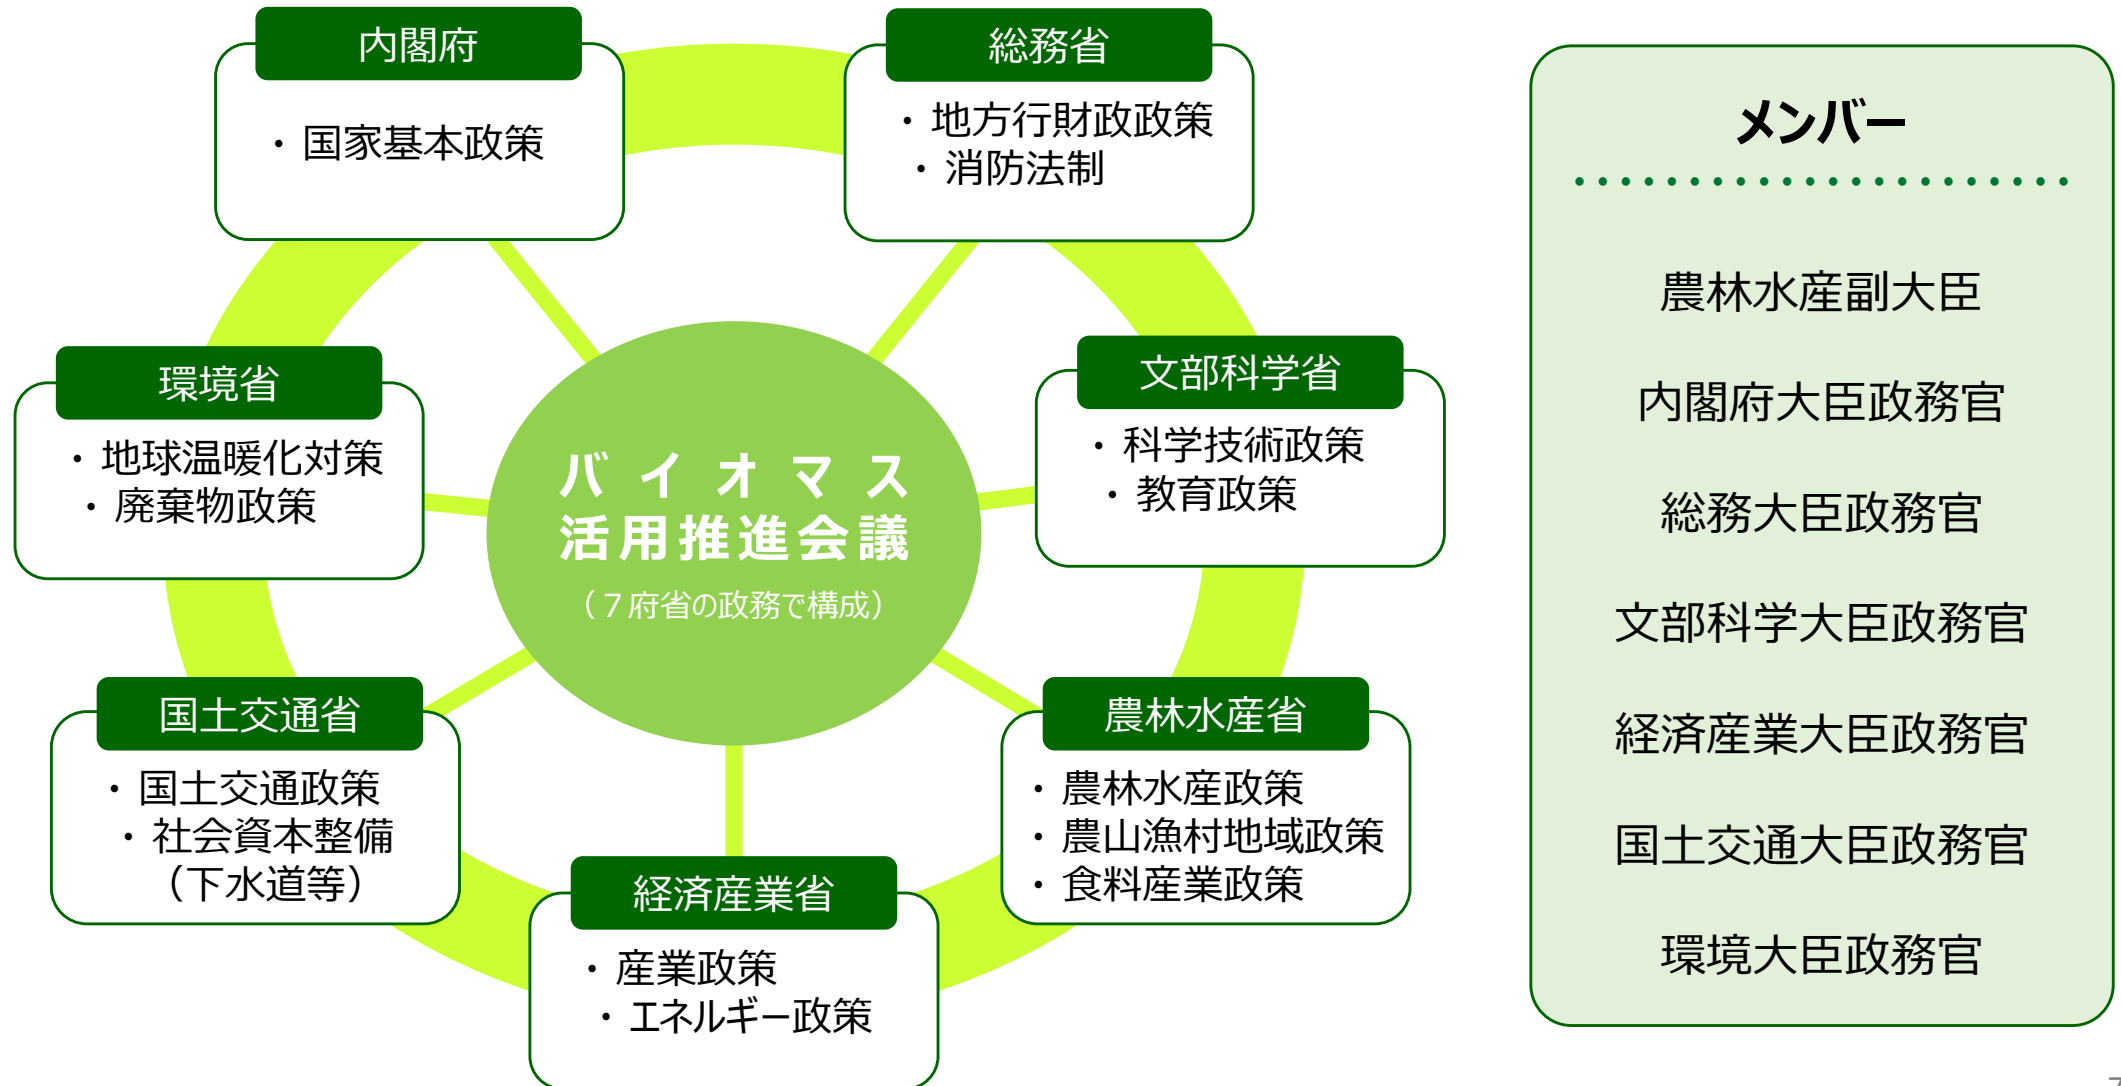 内閣府
・国家基本政策
総務省
・地方行財政政策
・消防法制
環境省
・地球温暖化対策
・廃棄物政策
文部科学省
・科学技術政策
・教育政策
バイオマス
活用推進会議
（７府省の政務で構成）
国土交通省
・国土交通政策
・社会資本整備
（下水道等）
農林水産省
・農林水産政策
・農山漁村地域政策
・食料産業政策
経済産業省
・産業政策
・エネルギー政策
メンバー
農林水産副大臣
内閣府大臣政務官
総務大臣政務官
文部科学大臣政務官
経済産業大臣政務官
国土交通大臣政務官
環境大臣政務官